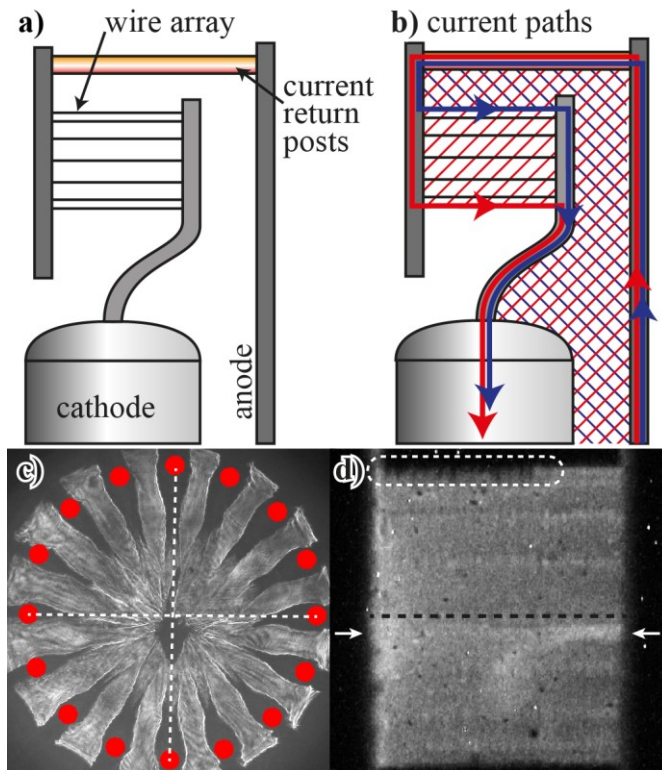 a)
wire array
current
return
posts
cathode
anode
b) current paths
c)
d)